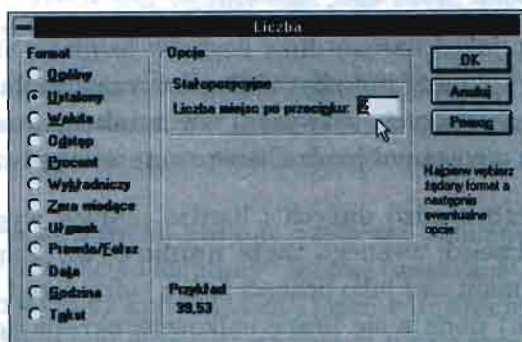 Liczba
Format
Ogólny
Ustalony
Waluta
Odstęp
Procent
Wykładniczy
Zera wiodące
Ułamek
Prawda/Fałsz
Data
Godzina
Tekst
Opcje
Stałopozycyjne
Liczba miejsc po przecinku:
Przykład
39,53
OK
Anuluj
Pomoc
Najpierw wybierz
żądany format a
następnie
ewentualne
opcje